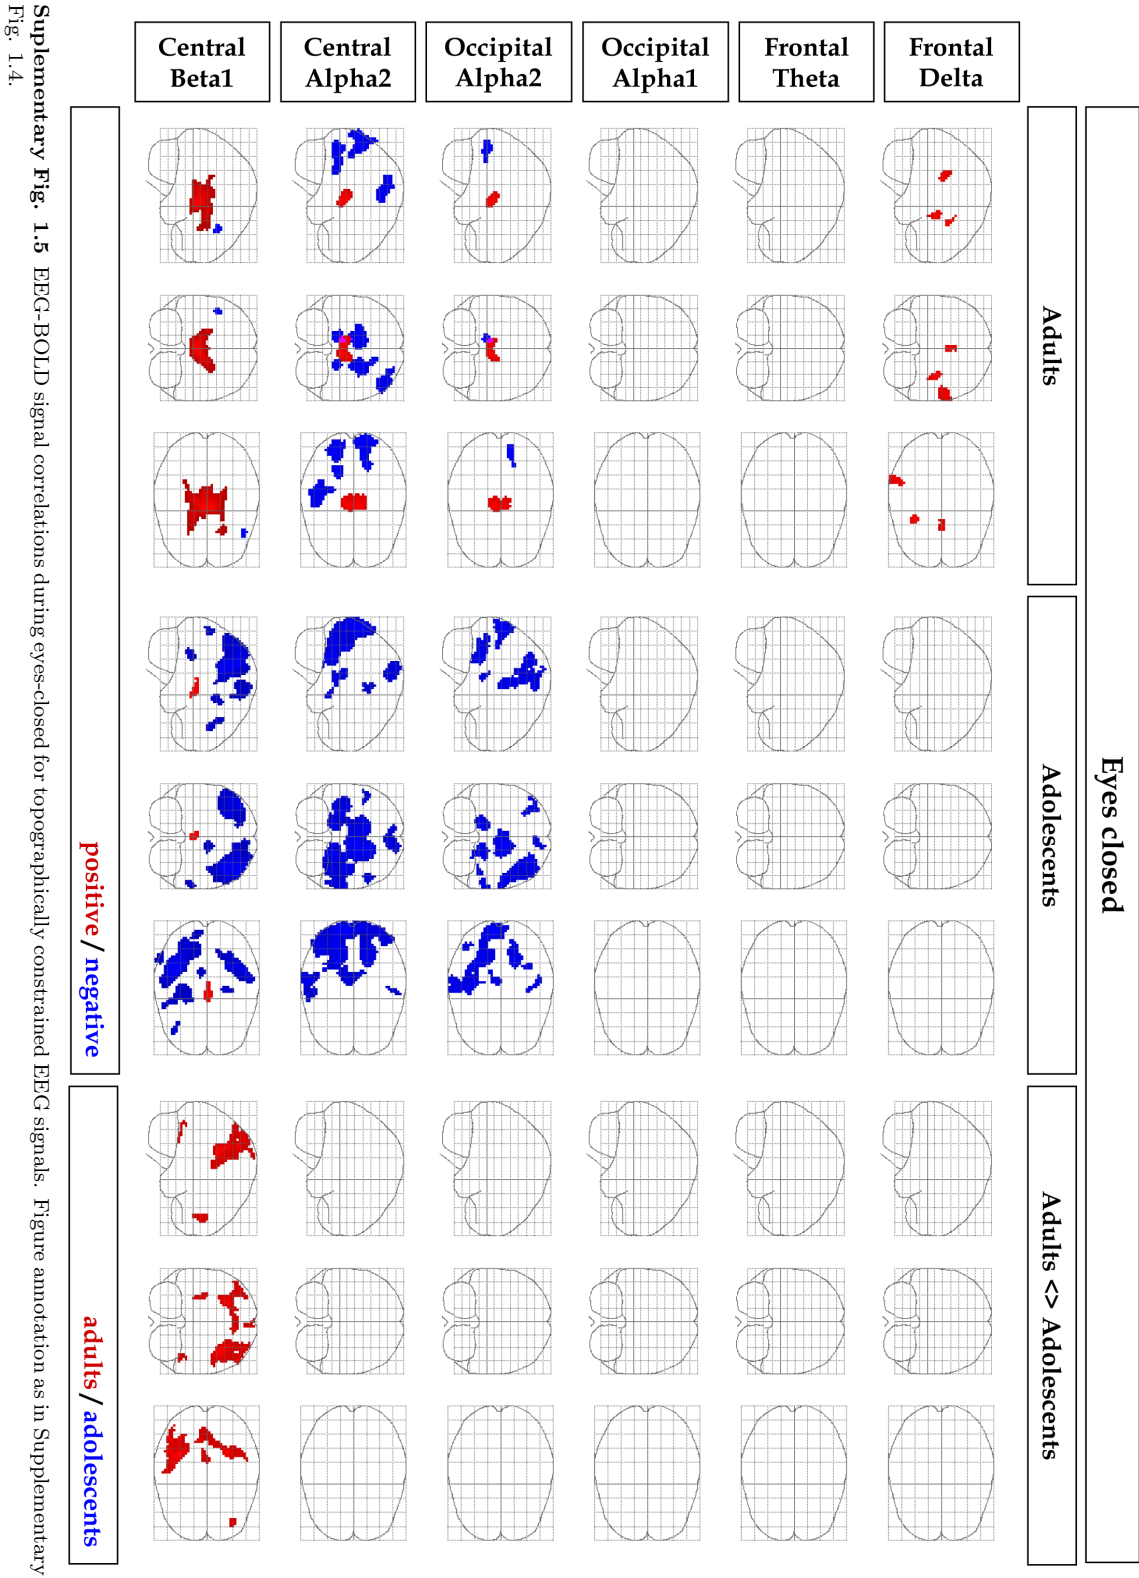 Eyes closed
Adults
Adolescents
Adults <> Adolescents
Frontal
Delta
Frontal
Theta
Occipital
Alpha1
Occipital
Alpha2
Central
Alpha2
Central
Beta1
positive / negative
adults / adolescents
Suplementary Fig. 1.5 EEG-BOLD signal correlations during eyes-closed for topographically constrained EEG signals. Figure annotation as in Supplementary
Fig. 1.4.